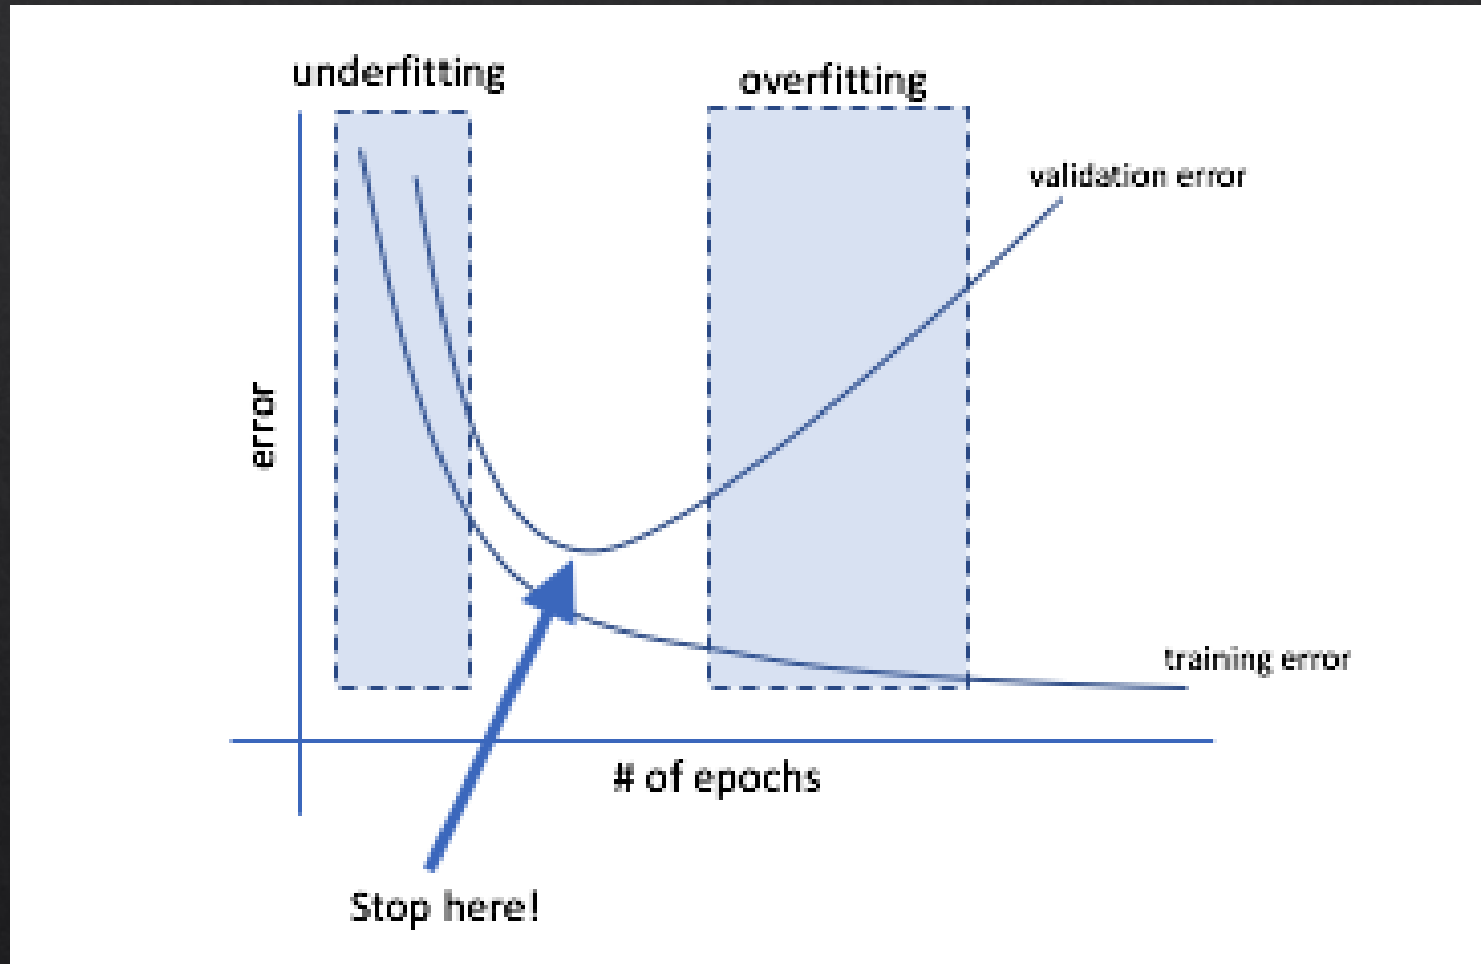 underfitting
overfitting
validation error
error
training error
# of epochs
Stop here!